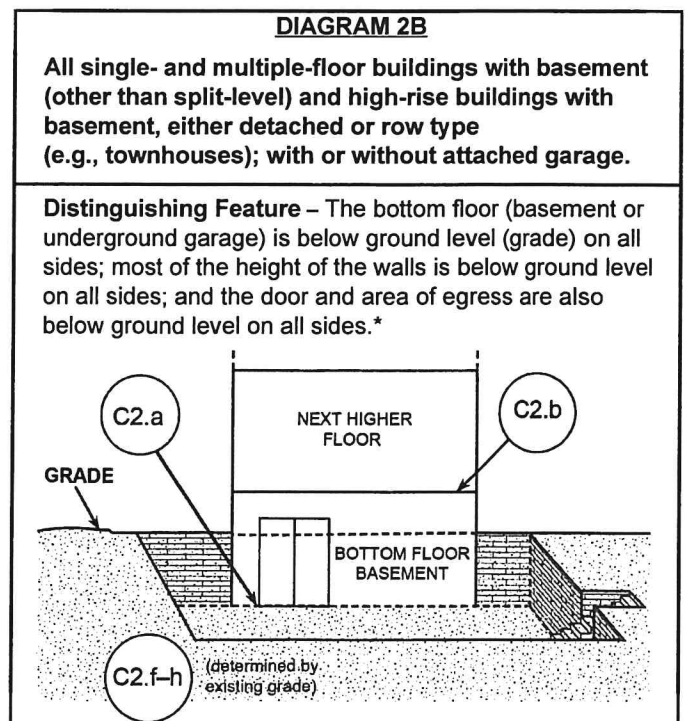 DIAGRAM 2B
All single- and multiple-floor buildings with basement
(other than split-level) and high-rise buildings with
basement, either detached or row type
(e.g., townhouses); with or without attached garage.
Distinguishing Feature – The bottom floor (basement or
underground garage) is below ground level (grade) on all
sides; most of the height of the walls is below ground level
on all sides; and the door and area of egress are also
below ground level on all sides.*
C2.a
NEXT HIGHER
FLOOR
C2.b
GRADE
BOTTOM FLOOR
BASEMENT
C2.f–h
(determined by
existing grade)